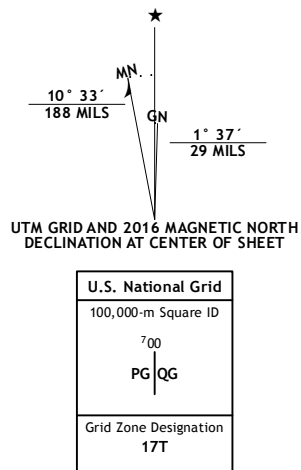 ★
MN
10° 33´
188 MILS
GN
1° 37´
29 MILS
UTM GRID AND 2016 MAGNETIC NORTH
DECLINATION AT CENTER OF SHEET
U.S. National Grid
100,000-m Square ID
⁷00
PG QG
Grid Zone Designation
17T